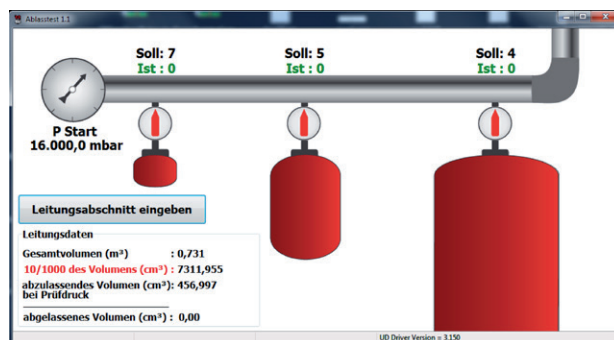 Ablasstest 1.1
Soll: 7
Ist : 0
Soll: 5
Ist : 0
Soll: 4
Ist : 0
P Start
16.000,0 mbar
Leitungsabschnitt eingeben
Leitungsdaten
Gesamtvolumen (m³) : 0,731
10/1000 des Volumens (cm³) : 7311,955
abzulassendes Volumen (cm³): 456,997
bei Prüfdruck
abgelassenes Volumen (cm³) : 0,00
UD Driver Version = 3.150